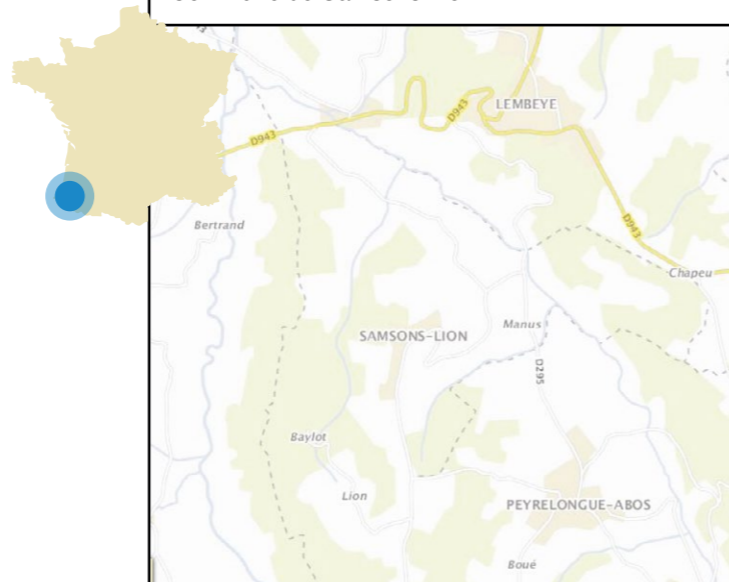 D943
LEMBEYE
D943
D943
Bertrand
Chapeu
Manus
SAMSONS-LION
D295
Baylot
Lion
PEYRELONGUE-ABOS
Boué